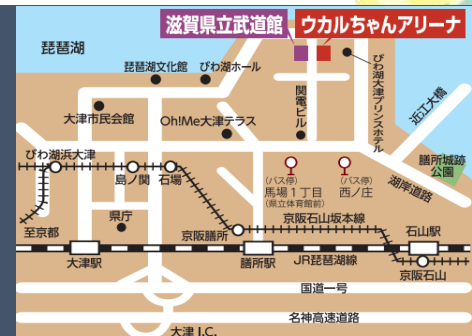 滋賀県立武道館
ウカルちゃんアリーナ
琵琶湖
琵琶湖文化館
びわ湖ホール
関電ビル
びわ湖大津プリンスホテル
近江大橋
大津市民会館
Oh!Me大津テラス
膳所城跡
公園
びわ湖浜大津
島ノ関
石場
(バス停)
馬場1丁目
(県立体育館前)
(バス停)
西ノ庄
湖岸道路
県庁
至京都
京阪膳所
京阪石山坂本線
石山駅
大津駅
膳所駅
JR琵琶湖線
京阪石山
国道一号
名神高速道路
大津 I.C.